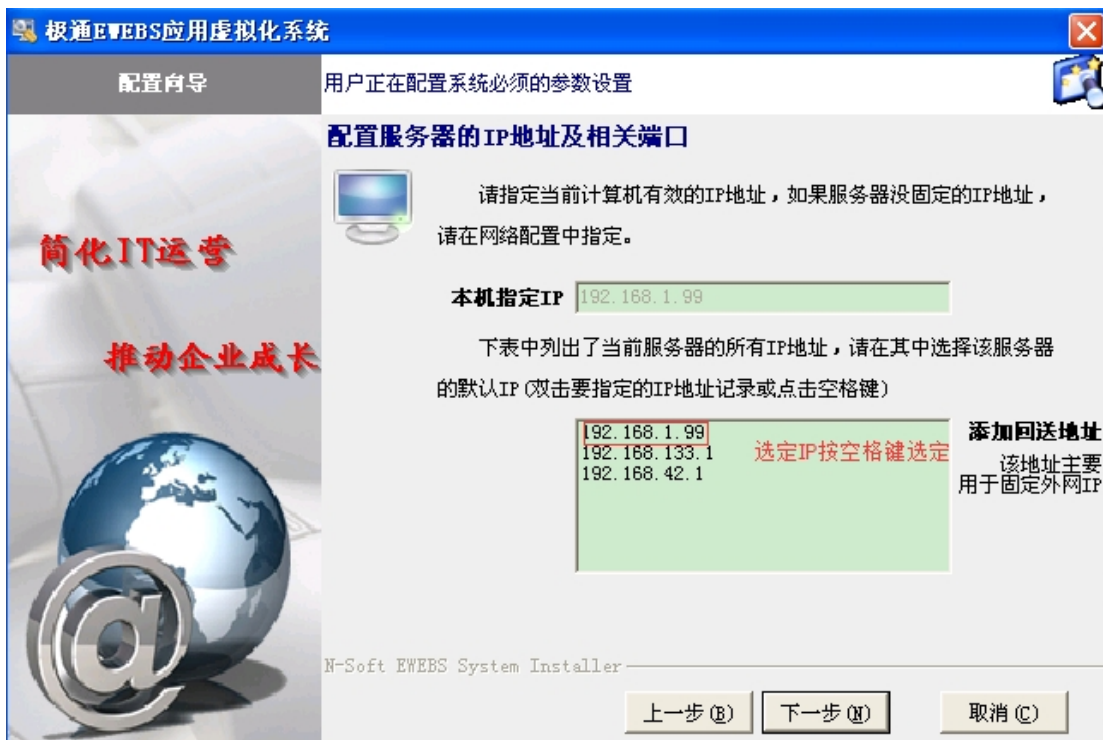 极通EWEBS应用虚拟化系统
配置向导
用户正在配置系统必须的参数设置
配置服务器的IP地址及相关端口
请指定当前计算机有效的IP地址，如果服务器没固定的IP地址，
请在网络配置中指定。
简化IT运营
本机指定IP 192.168.1.99
推动企业成长
下表中列出了当前服务器的所有IP地址，请在其中选择该服务器
的默认IP(双击要指定的IP地址记录或点击空格键)
192.168.1.99
192.168.133.1
192.168.42.1
选定IP按空格键选定
添加回送地址
该地址主要
用于固定外网IP
@
N-Soft EWEBS System Installer
上一步(B)
下一步(N)
取消(C)